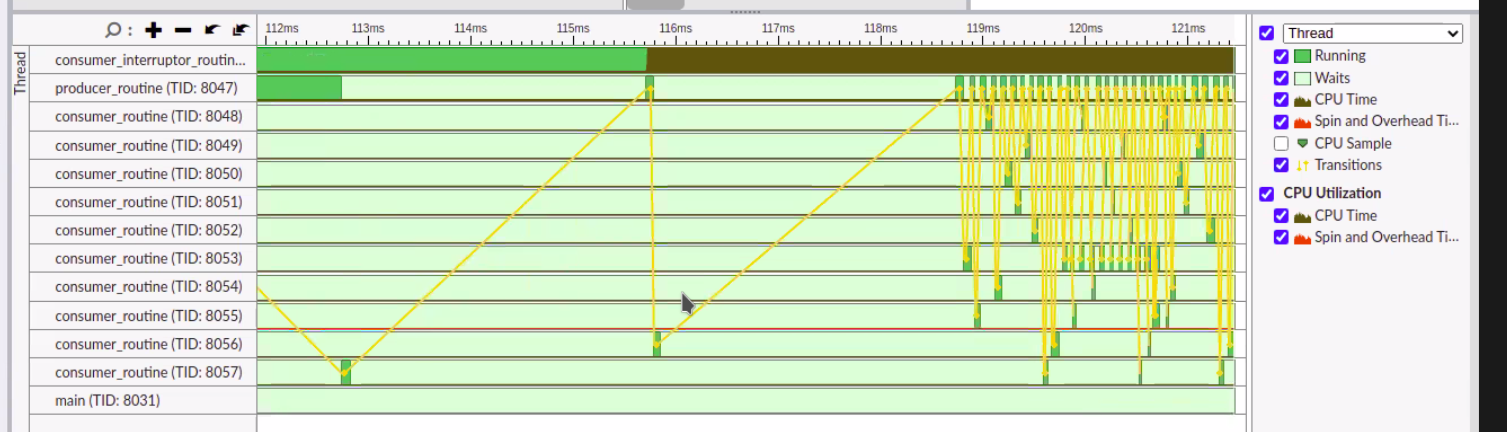 112ms 113ms 114ms 115ms 116ms 117ms 118ms 119ms 120ms 121ms
Thread
consumer_interruptor_routin...
producer_routine (TID: 8047)
consumer_routine (TID: 8048)
consumer_routine (TID: 8049)
consumer_routine (TID: 8050)
consumer_routine (TID: 8051)
consumer_routine (TID: 8052)
consumer_routine (TID: 8053)
consumer_routine (TID: 8054)
consumer_routine (TID: 8055)
consumer_routine (TID: 8056)
consumer_routine (TID: 8057)
main (TID: 8031)
Thread
Running
Waits
CPU Time
Spin and Overhead Ti...
CPU Sample
Transitions
CPU Utilization
CPU Time
Spin and Overhead Ti...